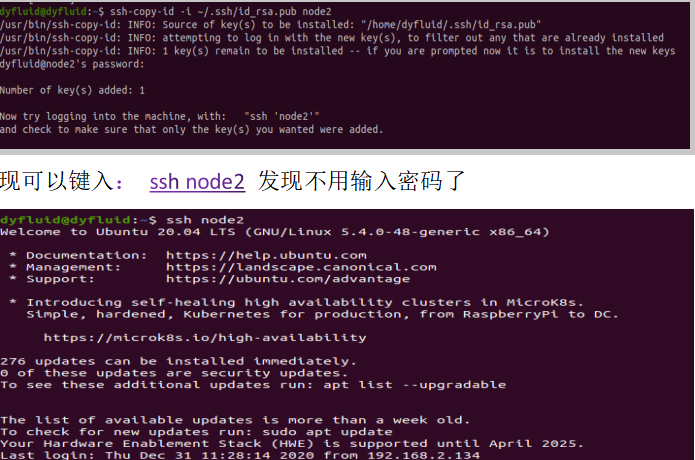 dyfluid@dyfluid:~$ ssh-copy-id -i ~/.ssh/id_rsa.pub node2
/usr/bin/ssh-copy-id: INFO: Source of key(s) to be installed: "/home/dyfluid/.ssh/id_rsa.pub"
/usr/bin/ssh-copy-id: INFO: attempting to log in with the new key(s), to filter out any that are already installed
/usr/bin/ssh-copy-id: INFO: 1 key(s) remain to be installed -- if you are prompted now it is to install the new keys
dyfluid@node2's password:
Number of key(s) added: 1
Now try logging into the machine, with:   "ssh 'node2'"
and check to make sure that only the key(s) you wanted were added.
现可以键入： ssh node2 发现不用输入密码了
dyfluid@dyfluid:~$ ssh node2
Welcome to Ubuntu 20.04 LTS (GNU/Linux 5.4.0-48-generic x86_64)
* Documentation:  https://help.ubuntu.com
* Management:     https://landscape.canonical.com
* Support:        https://ubuntu.com/advantage
* Introducing self-healing high availability clusters in MicroK8s.
Simple, hardened, Kubernetes for production, from RaspberryPi to DC.
https://microk8s.io/high-availability
276 updates can be installed immediately.
0 of these updates are security updates.
To see these additional updates run: apt list --upgradable
The list of available updates is more than a week old.
To check for new updates run: sudo apt update
Your Hardware Enablement Stack (HWE) is supported until April 2025.
Last login: Thu Dec 31 11:28:14 2020 from 192.168.2.134